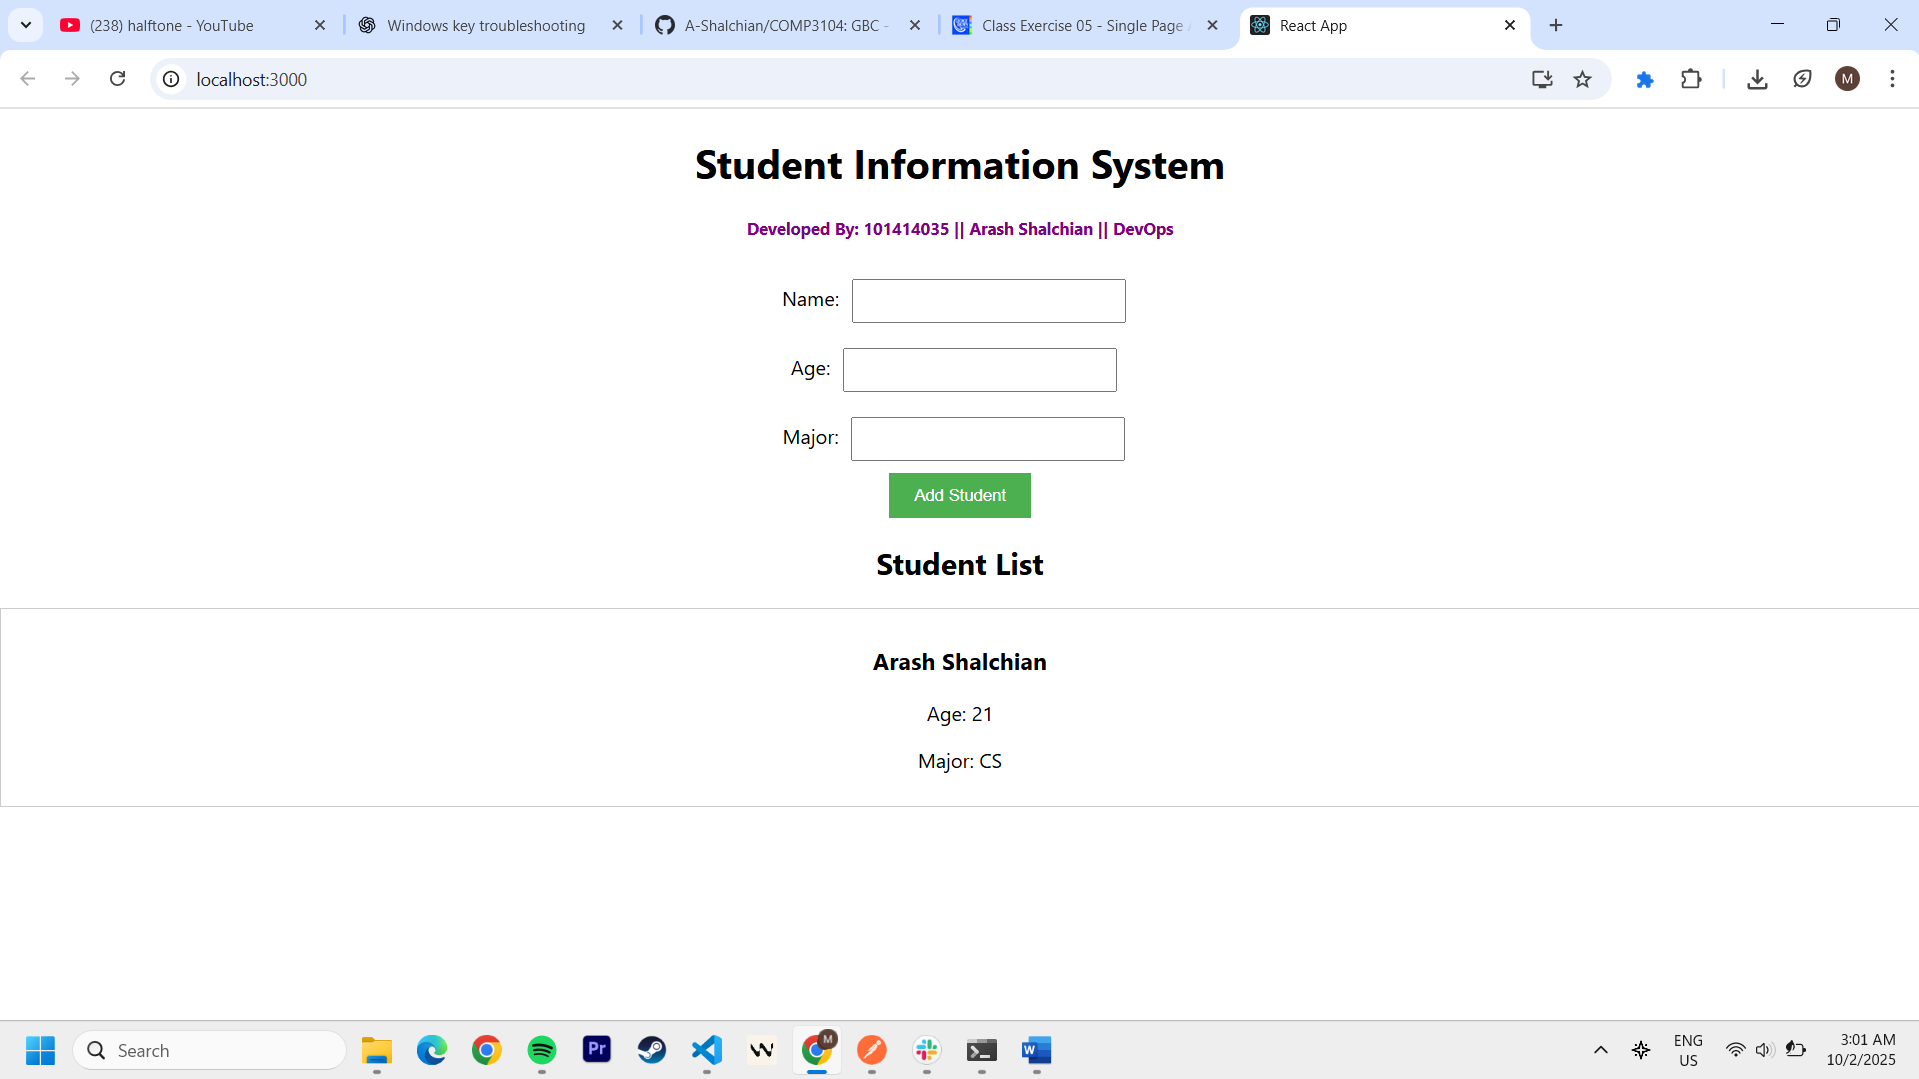 (238) halftone - YouTube
Windows key troubleshooting
A-Shalchian/COMP3104: GBC -
Class Exercise 05 - Single Page
React App
localhost:3000
M
Student Information System
Developed By: 101414035 || Arash Shalchian || DevOps
Name:
Age:
Major:
Add Student
Student List
Arash Shalchian
Age: 21
Major: CS
Search
Pr
M
W
ENG
US
3:01 AM
10/2/2025